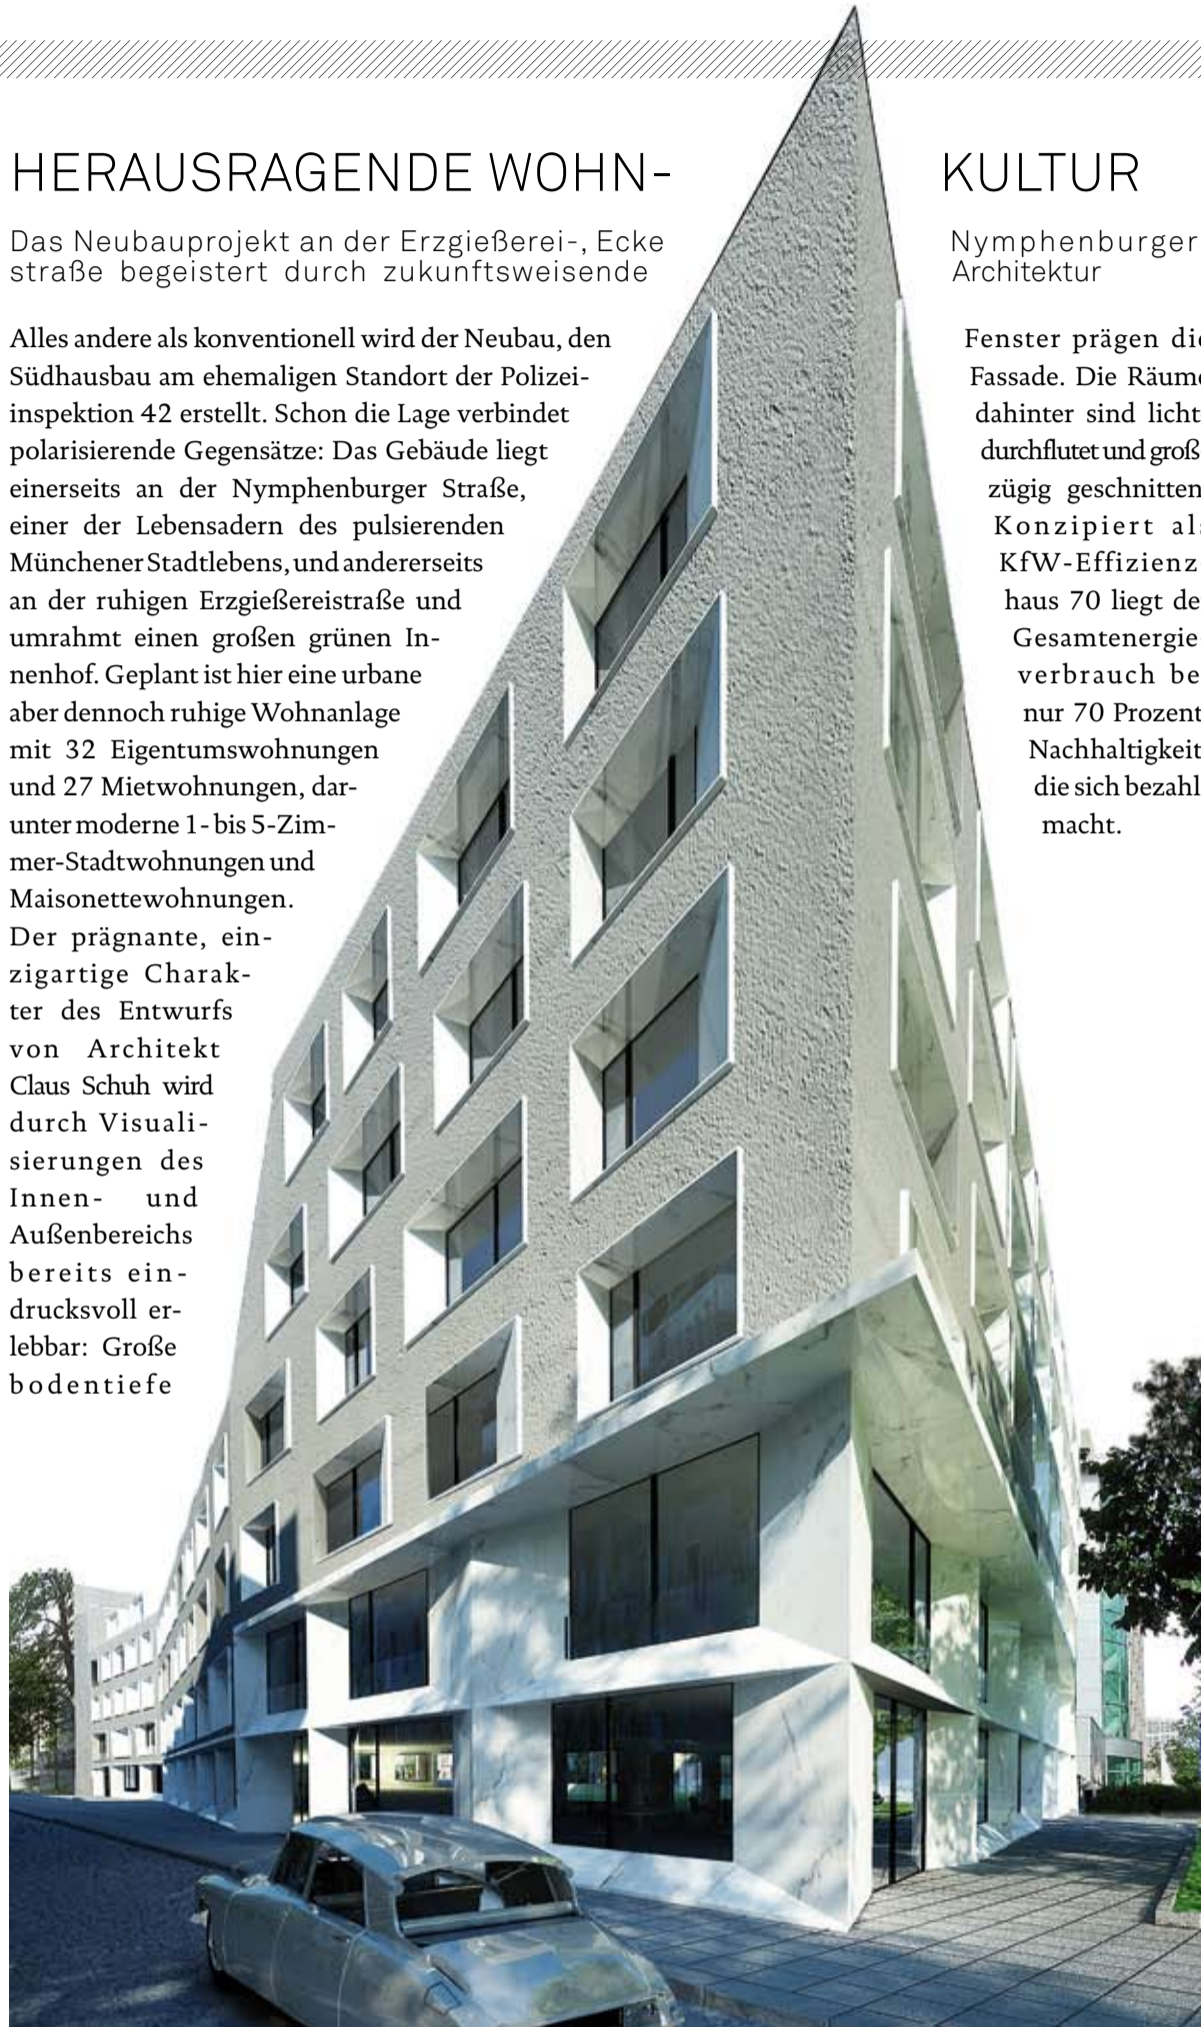 HERAUSRAGENDE WOHN-
KULTUR
Das Neubauprojekt an der Erzgießerei-, Ecke
Nymphenburger
straße begeistert durch zukunftsweisende
Architektur
Alles andere als konventionell wird der Neubau, den
Südhausbau am ehemaligen Standort der Polizei-
inspektion 42 erstellt. Schon die Lage verbindet
polarisierende Gegensätze: Das Gebäude liegt
einerseits an der Nymphenburger Straße,
einer der Lebensadern des pulsierenden
Münchener Stadtlebens, und andererseits
an der ruhigen Erzgießereistraße und
umrahmt einen großen grünen In-
nenhof. Geplant ist hier eine urbane
aber dennoch ruhige Wohnanlage
mit 32 Eigentumswohnungen
und 27 Mietwohnungen, dar-
unter moderne 1- bis 5-Zim-
mer-Stadtwohnungen und
Maisonettewohnungen.
Der prägnante, ein-
zigartige Charak-
ter des Entwurfs
von Architekt
Claus Schuh wird
durch Visuali-
sierungen des
Innen- und
Außenbereichs
bereits ein-
drucksvoll er-
lebbar: Große
bodentiefe
Fenster prägen die
Fassade. Die Räume
dahinter sind licht
durchflutet und groß
zügig geschnitten
Konzipiert als
KfW-Effizienz-
haus 70 liegt de
Gesamtenergie
verbrauch be
nur 70 Prozent
Nachhaltigkeit
die sich bezahl
macht.